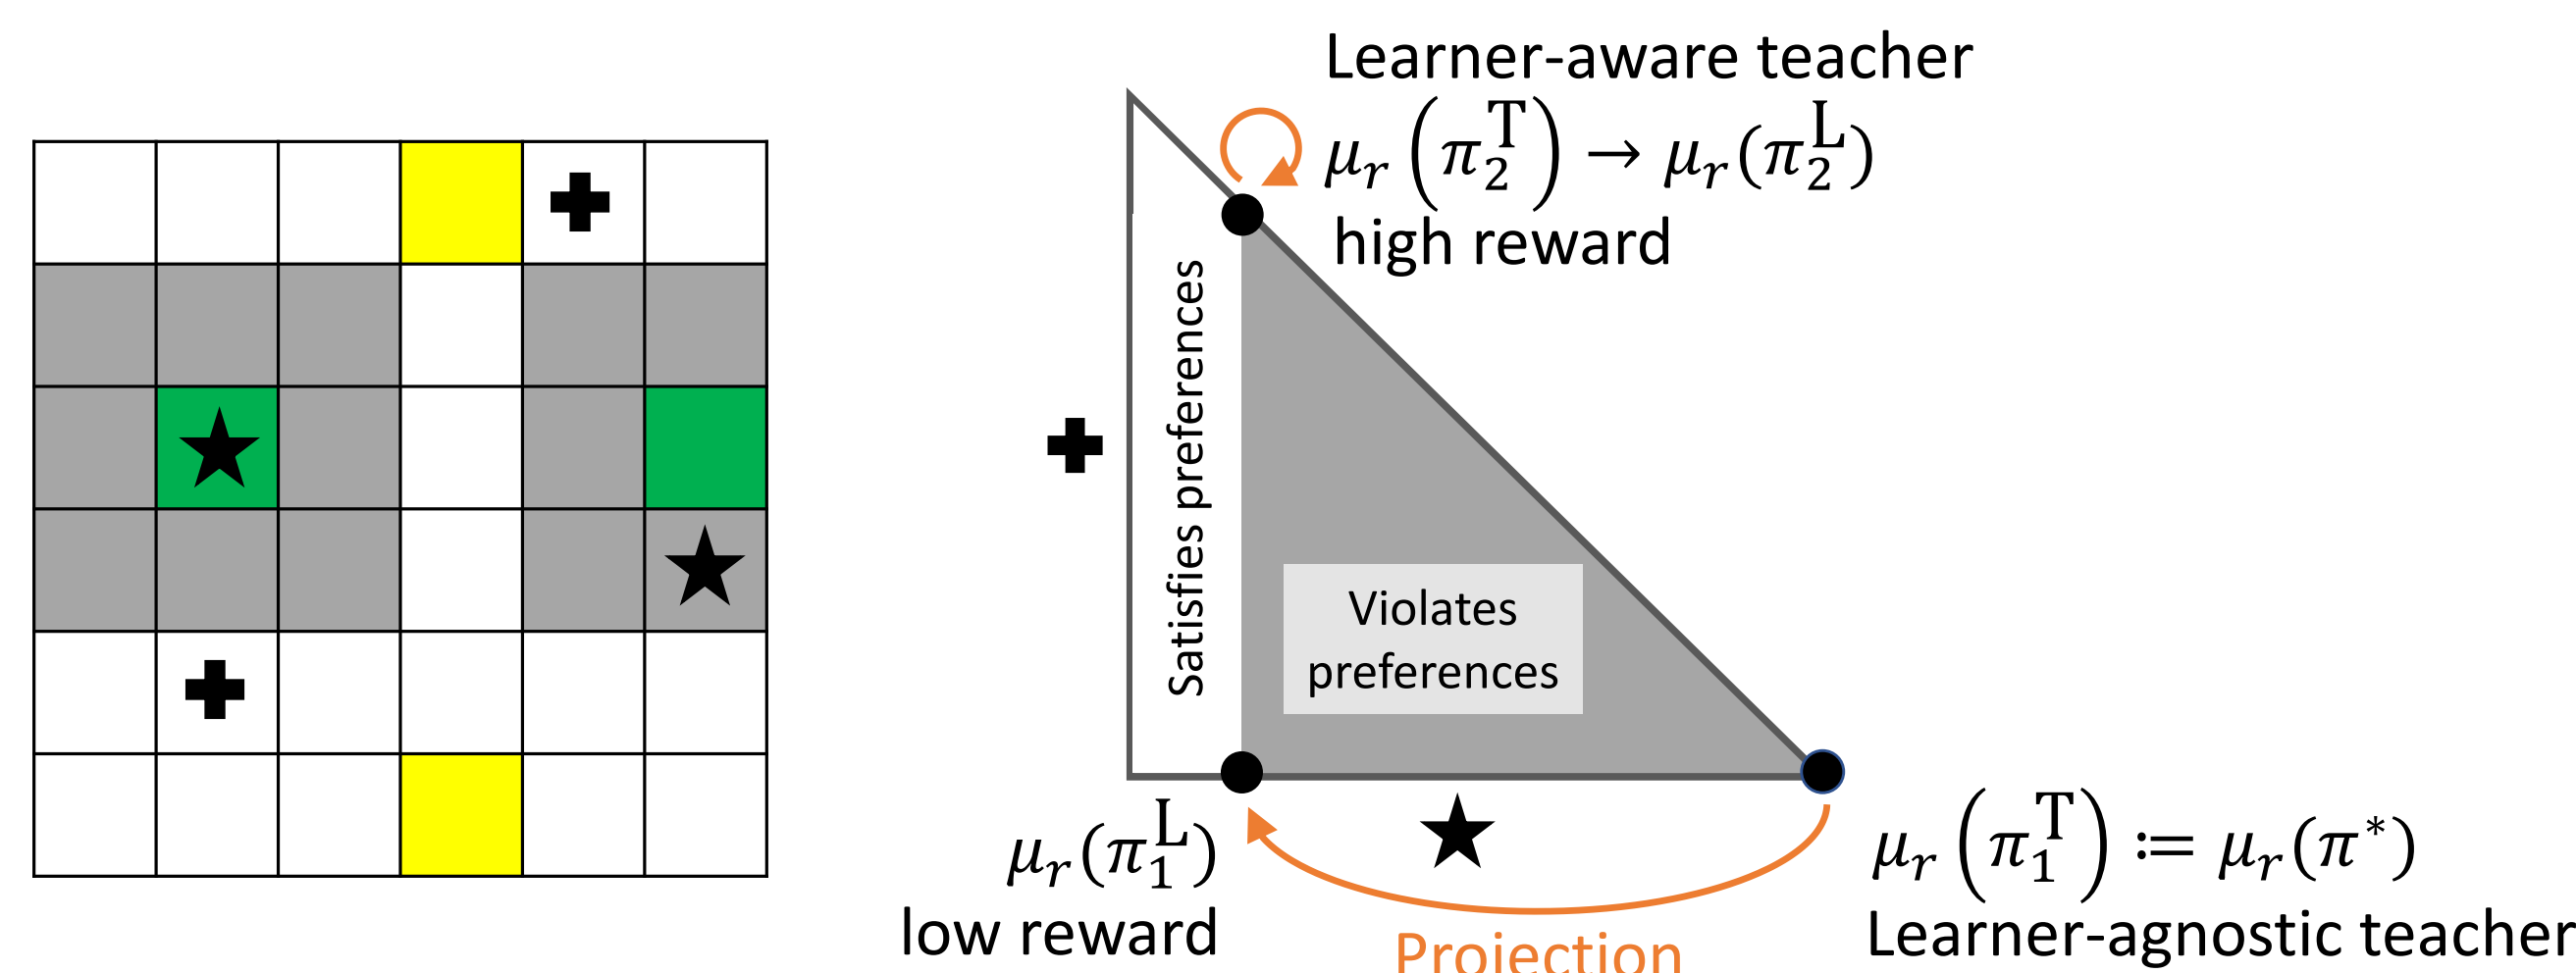 Learner-aware teacher
μ_r(π_2^T) → μ_r(π_2^L)
high reward
Satisfies preferences
Violates
preferences
μ_r(π_1^L)
low reward
Projection
μ_r(π_1^T) := μ_r(π^*)
Learner-agnostic teacher